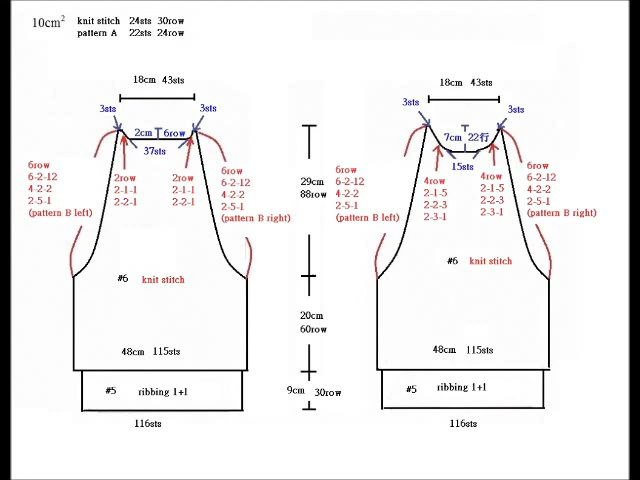 10cm² knit stitch 24sts 30row
pattern A 22sts 24row
18cm 43sts
3sts
3sts
2cm 6row
37sts
6row
6-2-12
4-2-2
2-5-1
(pattern B left)
2row
2-1-1
2-2-1
2row
2-1-1
2-2-1
6row
6-2-12
4-2-2
2-5-1
(pattern B right)
#6 knit stitch
48cm 115sts
#5 ribbing 1+1
116sts
29cm
88row
20cm
60row
9cm 30row
18cm 43sts
3sts
3sts
7cm 22行
15sts
6row
6-2-12
4-2-2
2-5-1
(pattern B left)
4row
2-1-5
2-2-3
2-3-1
4row
2-1-5
2-2-3
2-3-1
6row
6-2-12
4-2-2
2-5-1
(pattern B right)
#6 knit stitch
48cm 115sts
#5 ribbing 1+1
116sts